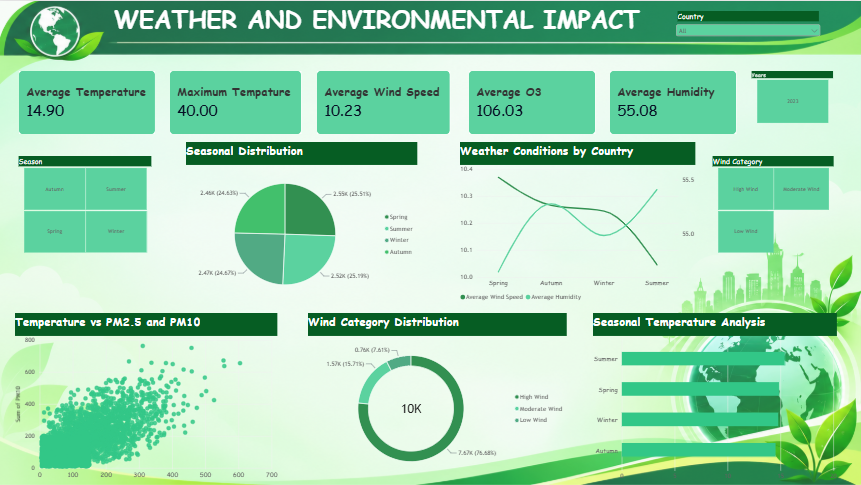 WEATHER AND ENVIRONMENTAL IMPACT
Country
All
Average Temperature
14.90
Maximum Tempature
40.00
Average Wind Speed
10.23
Average O3
106.03
Average Humidity
55.08
Years
2023
Season
Autumn Summer
Spring Winter
Seasonal Distribution
2.46K (24.63%)
2.55K (25.51%)
2.47K (24.67%)
2.52K (25.19%)
Spring
Summer
Winter
Autumn
Weather Conditions by Country
10.4
10.3
10.2
10.1
10.0
55.5
55.0
Spring Autumn Winter Summer
Average Wind Speed Average Humidity
Wind Category
High Wind Moderate Wind
Low Wind
Temperature vs PM2.5 and PM10
800
600
400
200
0
Sum of PM10
0 100 200 300 400 500 600 700
Wind Category Distribution
0.76K (7.61%)
1.57K (15.71%)
10K
7.67K (76.68%)
High Wind
Moderate Wind
Low Wind
Seasonal Temperature Analysis
Summer
Spring
Winter
Autumn